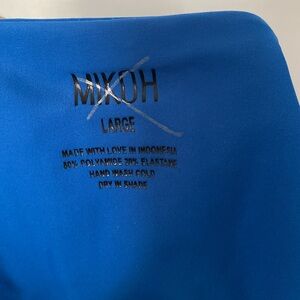 MIKOH
LARGE
MADE WITH LOVE IN INDONESIA
80% POLYAMIDE 20% ELASTANE
HAND WASH COLD
DRY IN SHADE